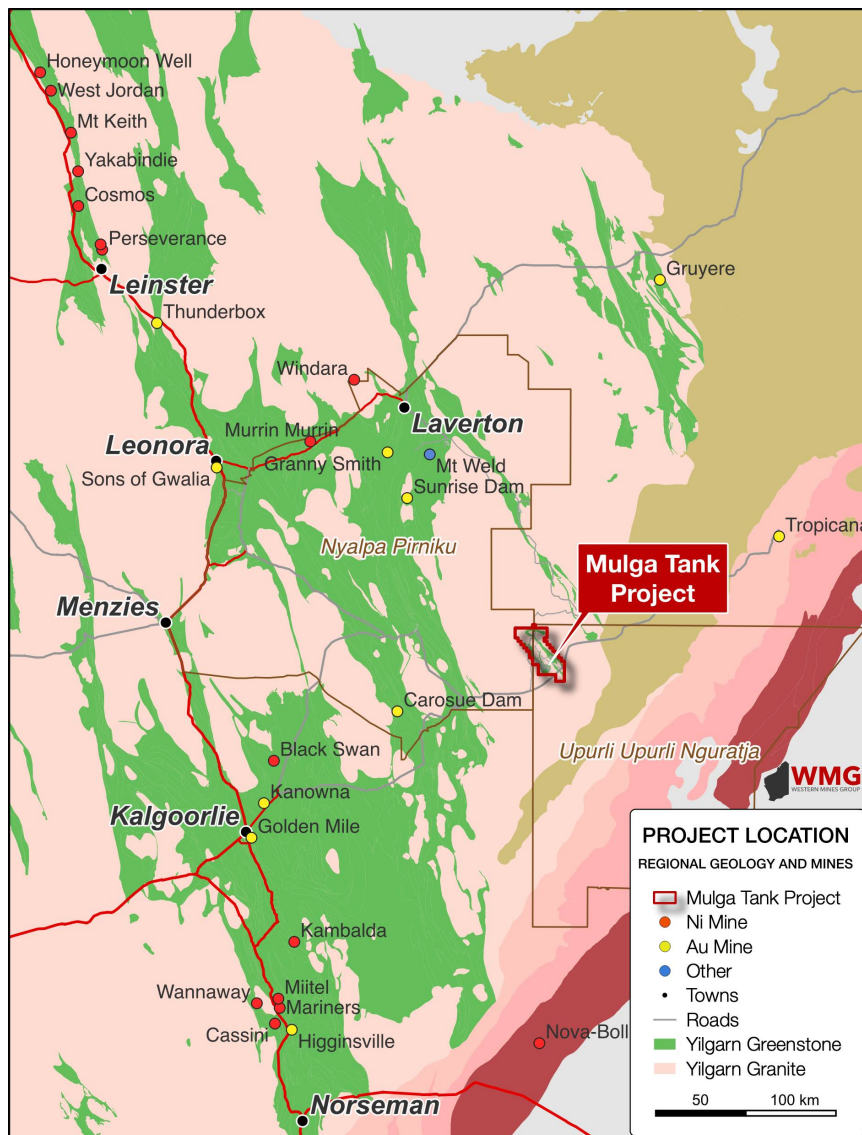 Honeymoon Well
West Jordan
Mt Keith
Yakabindie
Cosmos
Perseverance
Leinster
Gruyere
Thunderbox
Windara
Laverton
Murrin Murrin
Leonora
Granny Smith
Mt Weld
Sons of Gwalia
Sunrise Dam
Tropicana
Nyalpa Pirniku
Mulga Tank
Project
Menzies
Carosue Dam
Upurli Upurli Nguratja
Black Swan
WMG
WESTERN MINES GROUP
Kanowna
Kalgoorlie
Golden Mile
Kambalda
Miitel
Wannaway
Mariners
Cassini
Higginsville
Nova-Boll
Norseman
PROJECT LOCATION
REGIONAL GEOLOGY AND MINES
Mulga Tank Project
Ni Mine
Au Mine
Other
Towns
Roads
Yilgarn Greenstone
Yilgarn Granite
50 100 km